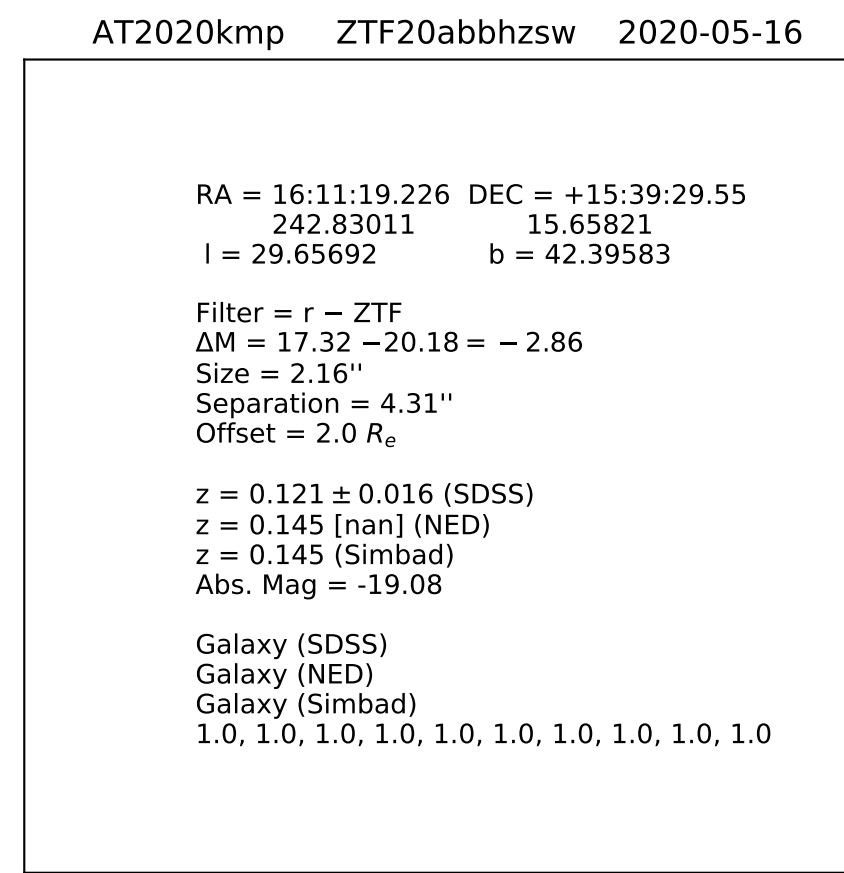 AT2020kmp ZTF20abbhzsw 2020-05-16
RA = 16:11:19.226 DEC = +15:39:29.55
242.83011 15.65821
l = 29.65692 b = 42.39583
Filter = r − ZTF
ΔM = 17.32 −20.18 = − 2.86
Size = 2.16''
Separation = 4.31''
Offset = 2.0 Rₑ
z = 0.121 ± 0.016 (SDSS)
z = 0.145 [nan] (NED)
z = 0.145 (Simbad)
Abs. Mag = -19.08
Galaxy (SDSS)
Galaxy (NED)
Galaxy (Simbad)
1.0, 1.0, 1.0, 1.0, 1.0, 1.0, 1.0, 1.0, 1.0, 1.0